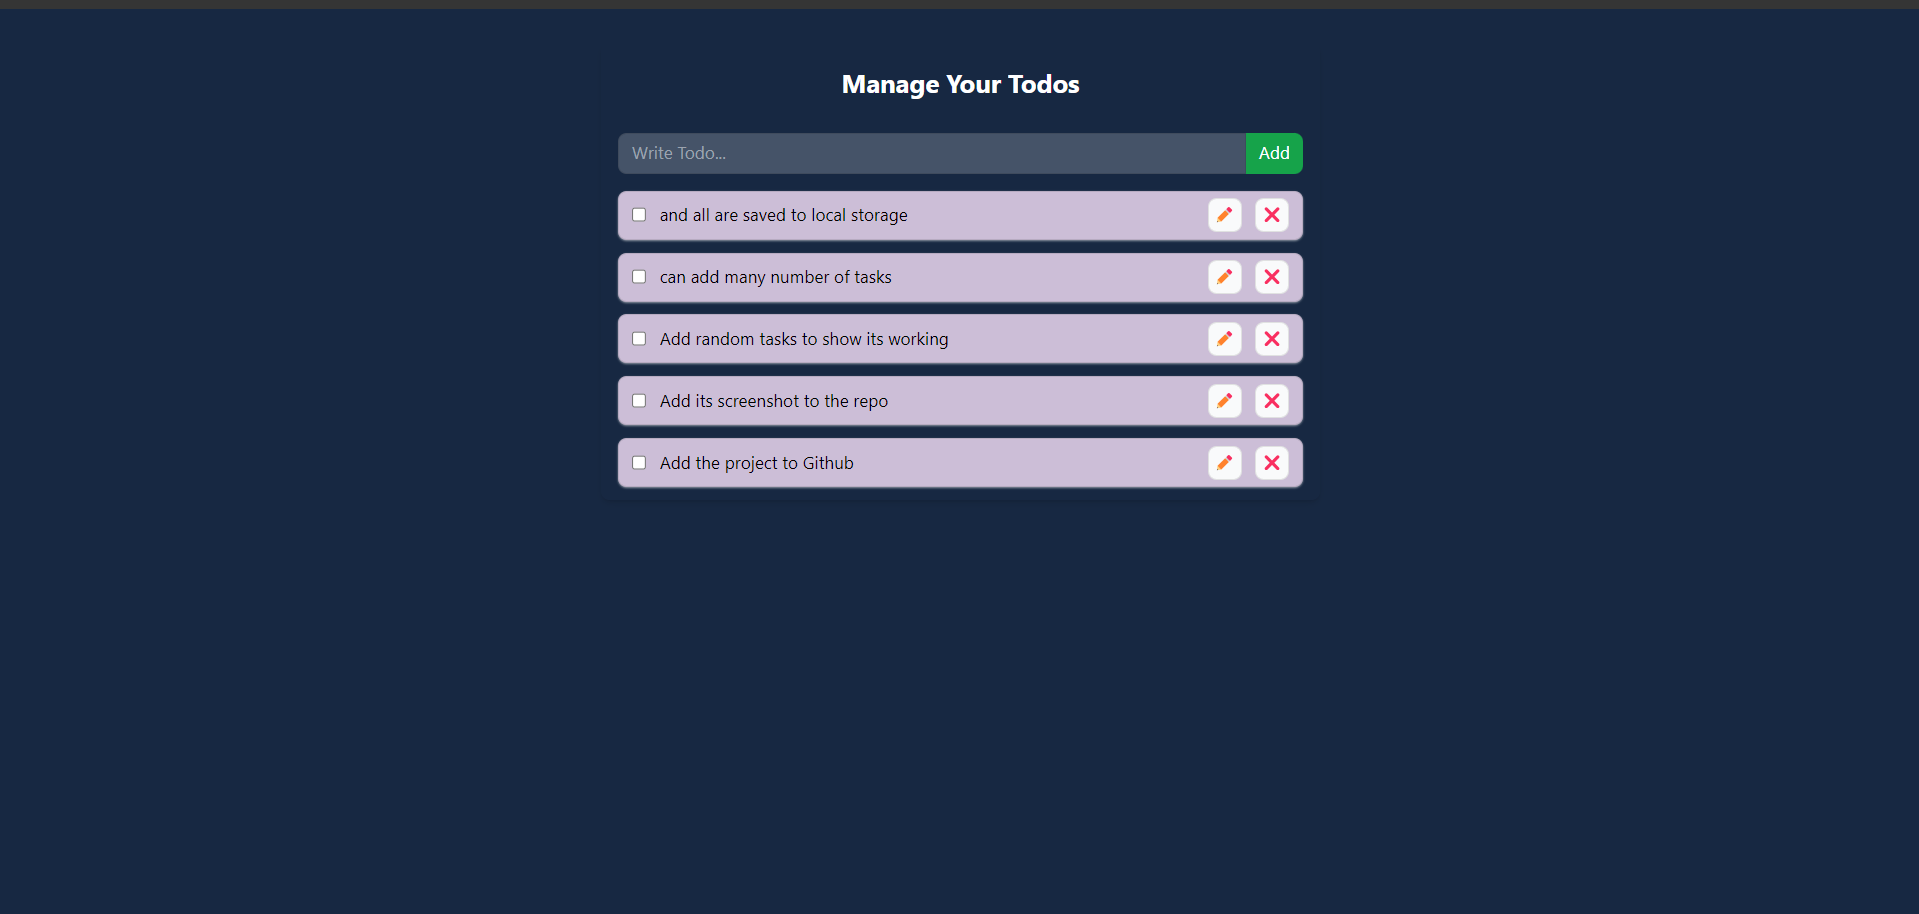 Manage Your Todos
Write Todo...
Add
and all are saved to local storage
can add many number of tasks
Add random tasks to show its working
Add its screenshot to the repo
Add the project to Github